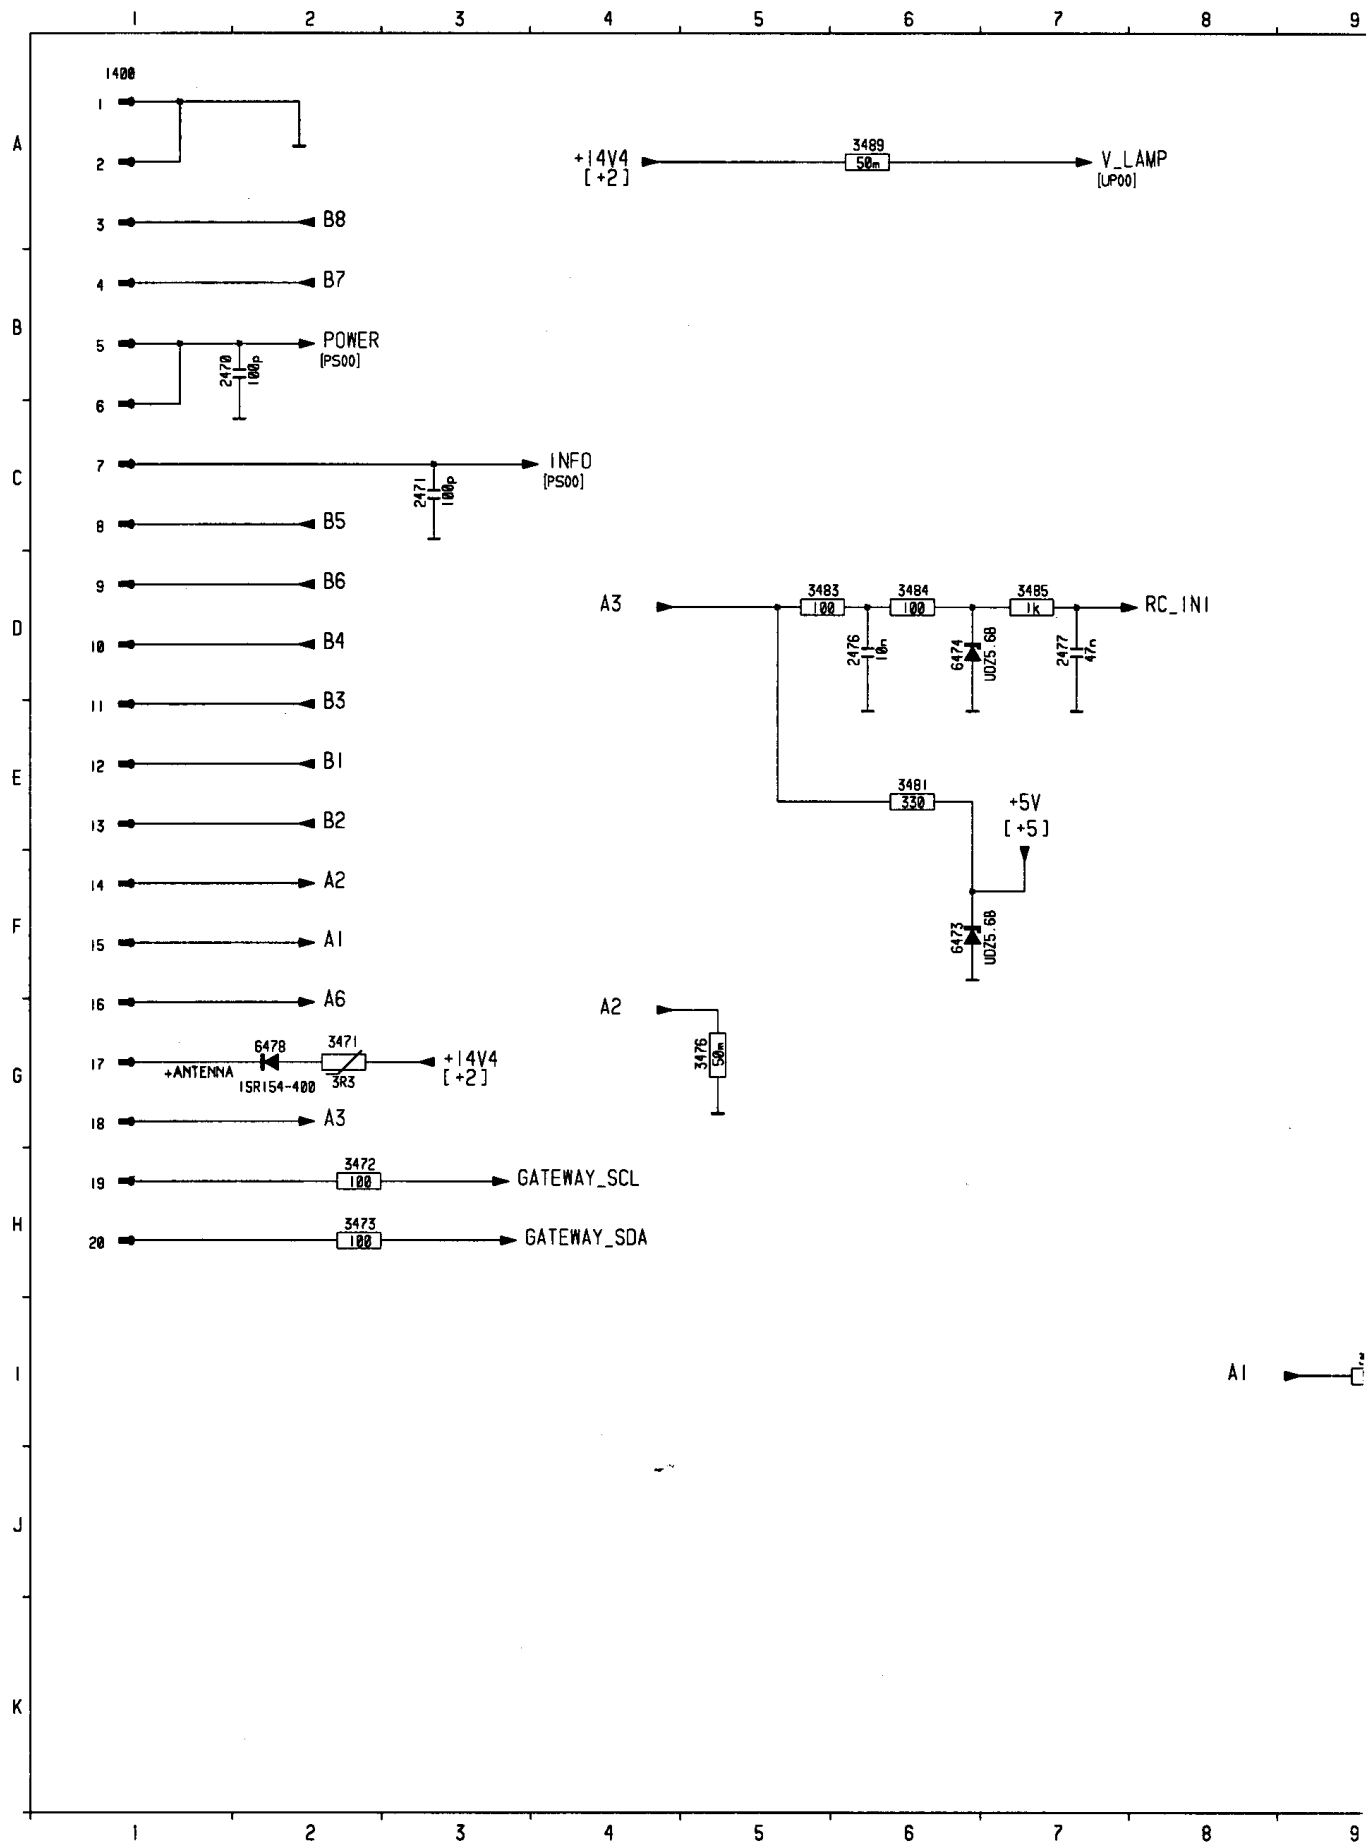 1 2 3 4 5 6 7 8 9
1400
1
A
2
+14V4
[+2]
3489
50m
V_LAMP
[UP00]
3 B8
4 B7
B
5 POWER
[PS00]
2470
100p
6
7 INFO
[PS00]
C
2471
100p
8 B5
9 B6
A3
3483
100
3484
100
3485
1k
RC_IN1
D
10 B4
2476
10n
6474
UDZ5.6B
2477
47n
11 B3
12 B1
E
3481
330
+5V
[+5]
13 B2
14 A2
F
15 A1
6473
UDZ5.6B
16 A6
A2
3476
50m
17
+ANTENNA
6478
1SR154-400
3471
3R3
+14V4
[+2]
G
18 A3
19
3472
100
GATEWAY_SCL
H
20
3473
100
GATEWAY_SDA
I
A1
J
K
1 2 3 4 5 6 7 8 9